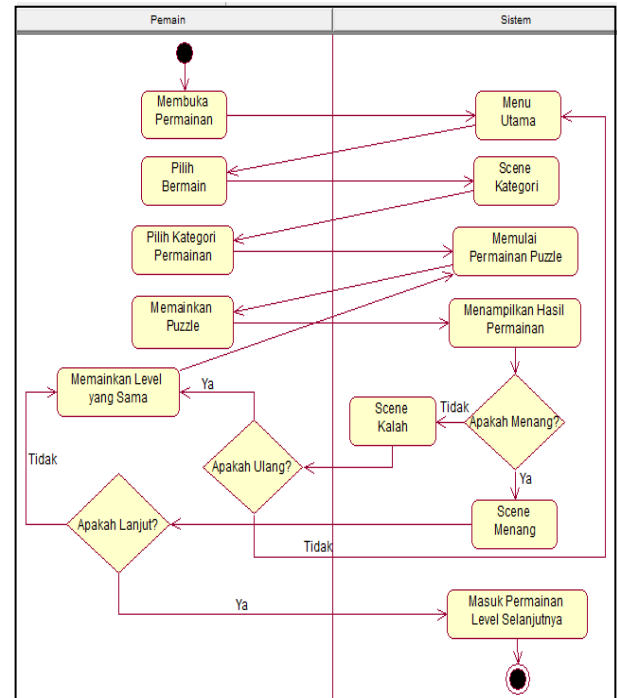 Pemain
Sistem
Membuka
Permainan
Menu
Utama
Pilih
Bermain
Scene
Kategori
Pilih Kategori
Permainan
Memulai
Permainan Puzzle
Memainkan
Puzzle
Menampilkan Hasil
Permainan
Memainkan Level
yang Sama
Ya
Scene
Kalah
Tidak
Apakah Menang?
Tidak
Apakah Ulang?
Ya
Apakah Lanjut?
Scene
Menang
Tidak
Ya
Masuk Permainan
Level Selanjutnya